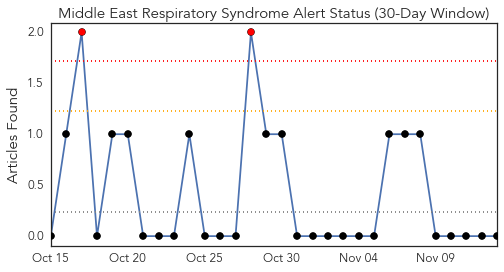 Middle East Respiratory Syndrome Alert Status (30-Day Window)
Articles Found
2.0
1.5
1.0
0.5
0.0
Oct 15 Oct 20 Oct 25 Oct 30 Nov 04 Nov 09